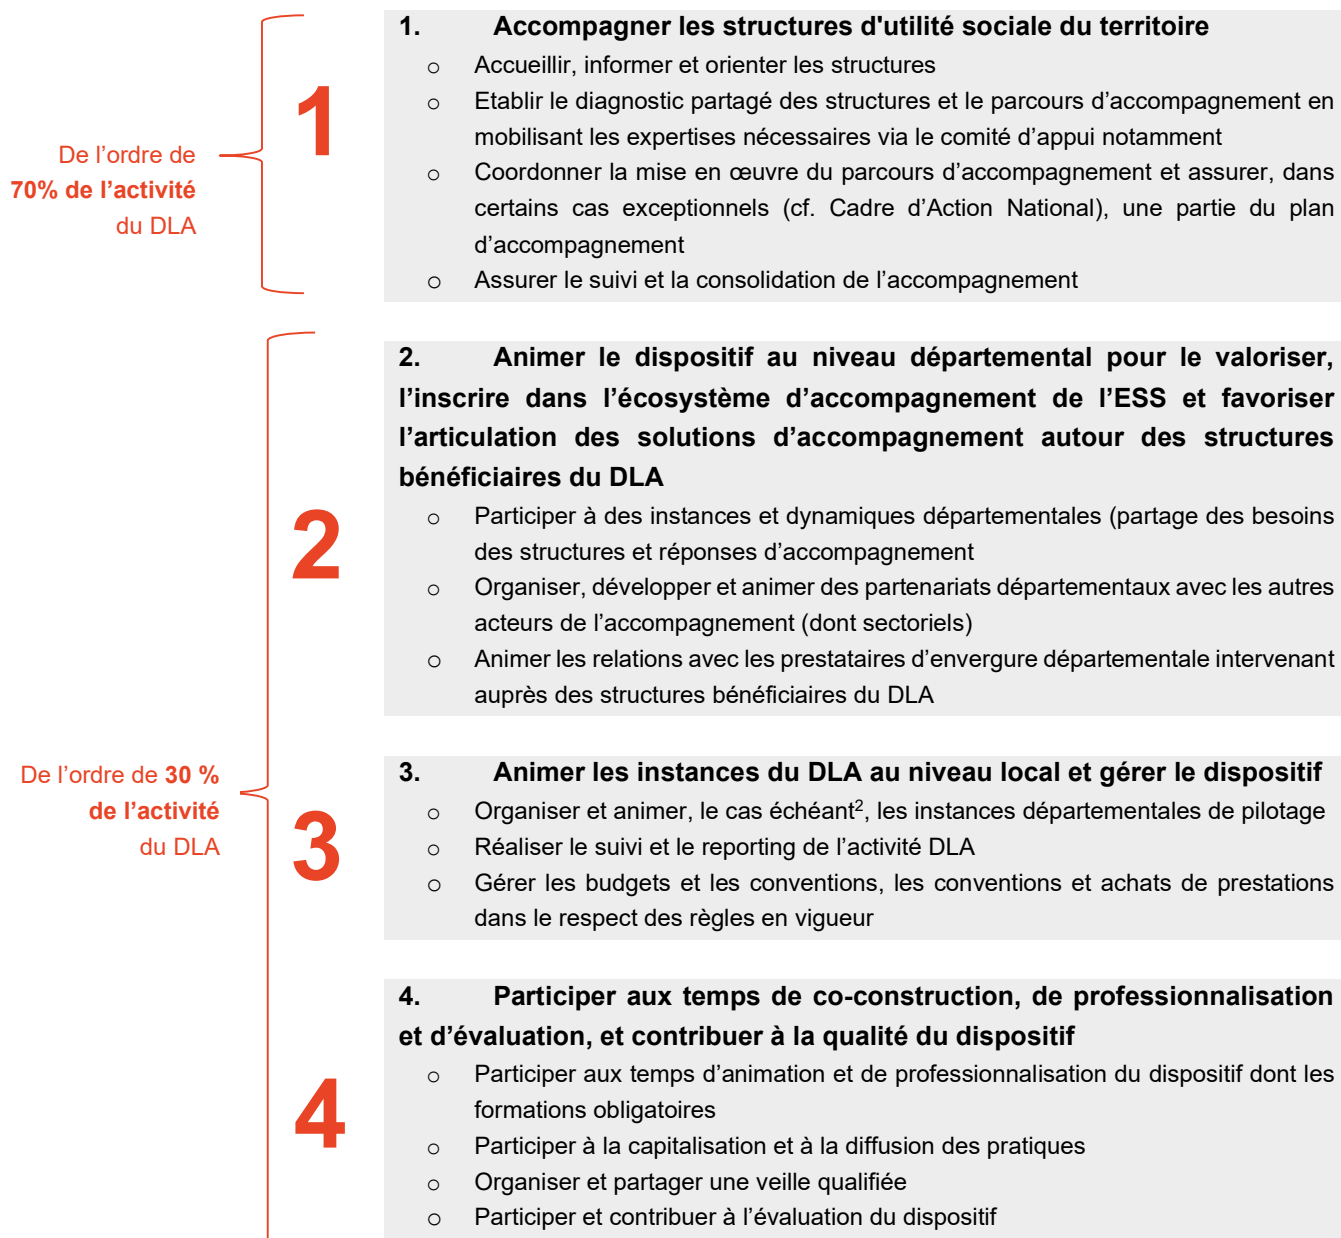 1. Accompagner les structures d'utilité sociale du territoire
o Accueillir, informer et orienter les structures
o Etablir le diagnostic partagé des structures et le parcours d’accompagnement en
mobilisant les expertises nécessaires via le comité d’appui notamment
o Coordonner la mise en œuvre du parcours d’accompagnement et assurer, dans
certains cas exceptionnels (cf. Cadre d’Action National), une partie du plan
d’accompagnement
o Assurer le suivi et la consolidation de l’accompagnement
1
De l’ordre de
70% de l’activité
du DLA
2. Animer le dispositif au niveau départemental pour le valoriser,
l’inscrire dans l’écosystème d’accompagnement de l’ESS et favoriser
l’articulation des solutions d’accompagnement autour des structures
bénéficiaires du DLA
o Participer à des instances et dynamiques départementales (partage des besoins
des structures et réponses d’accompagnement
o Organiser, développer et animer des partenariats départementaux avec les autres
acteurs de l’accompagnement (dont sectoriels)
o Animer les relations avec les prestataires d’envergure départementale intervenant
auprès des structures bénéficiaires du DLA
2
De l’ordre de 30 %
de l’activité
du DLA
3. Animer les instances du DLA au niveau local et gérer le dispositif
o Organiser et animer, le cas échéant², les instances départementales de pilotage
o Réaliser le suivi et le reporting de l’activité DLA
o Gérer les budgets et les conventions, les conventions et achats de prestations
dans le respect des règles en vigueur
3
4. Participer aux temps de co-construction, de professionnalisation
et d’évaluation, et contribuer à la qualité du dispositif
o Participer aux temps d’animation et de professionnalisation du dispositif dont les
formations obligatoires
o Participer à la capitalisation et à la diffusion des pratiques
o Organiser et partager une veille qualifiée
o Participer et contribuer à l’évaluation du dispositif
4